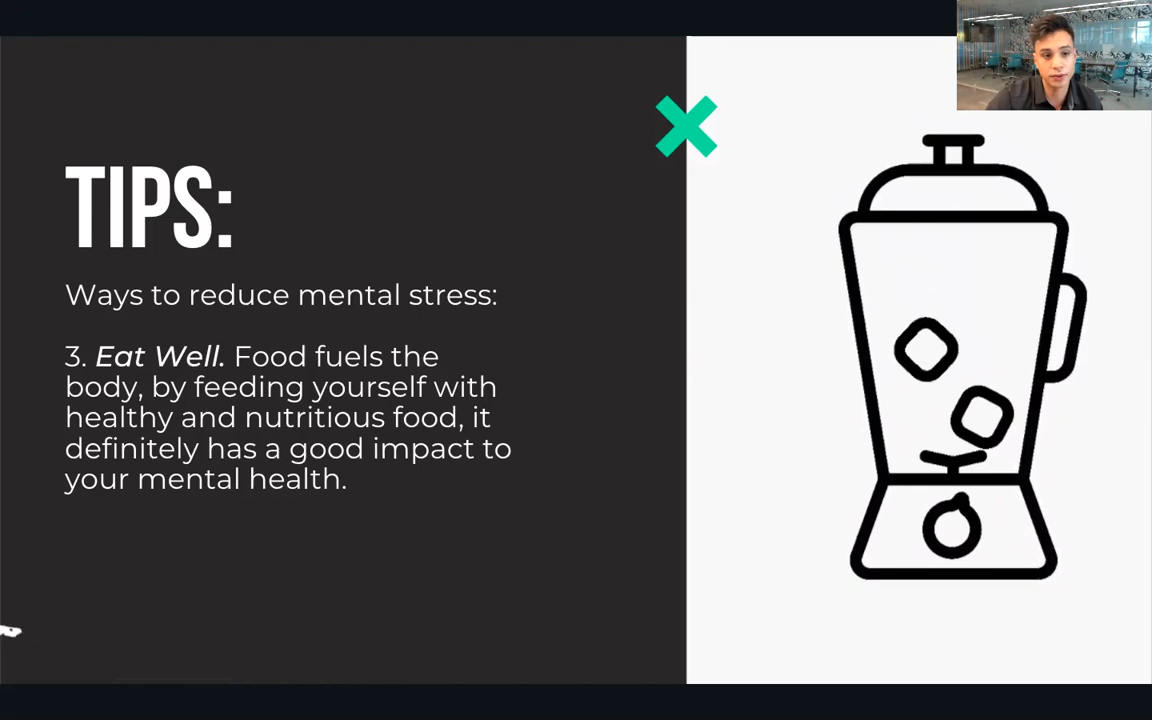 TIPS:
Ways to reduce mental stress:
3. Eat Well. Food fuels the
body, by feeding yourself with
healthy and nutritious food, it
definitely has a good impact to
your mental health.